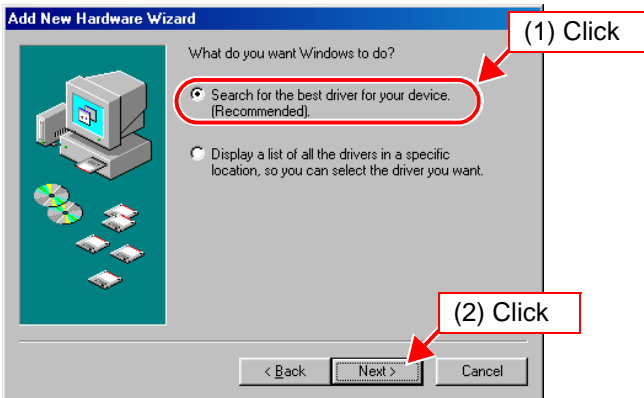 Add New Hardware Wizard
(1) Click
What do you want Windows to do?
Search for the best driver for your device.
(Recommended).
Display a list of all the drivers in a specific
location, so you can select the driver you want.
(2) Click
< Back
Next >
Cancel